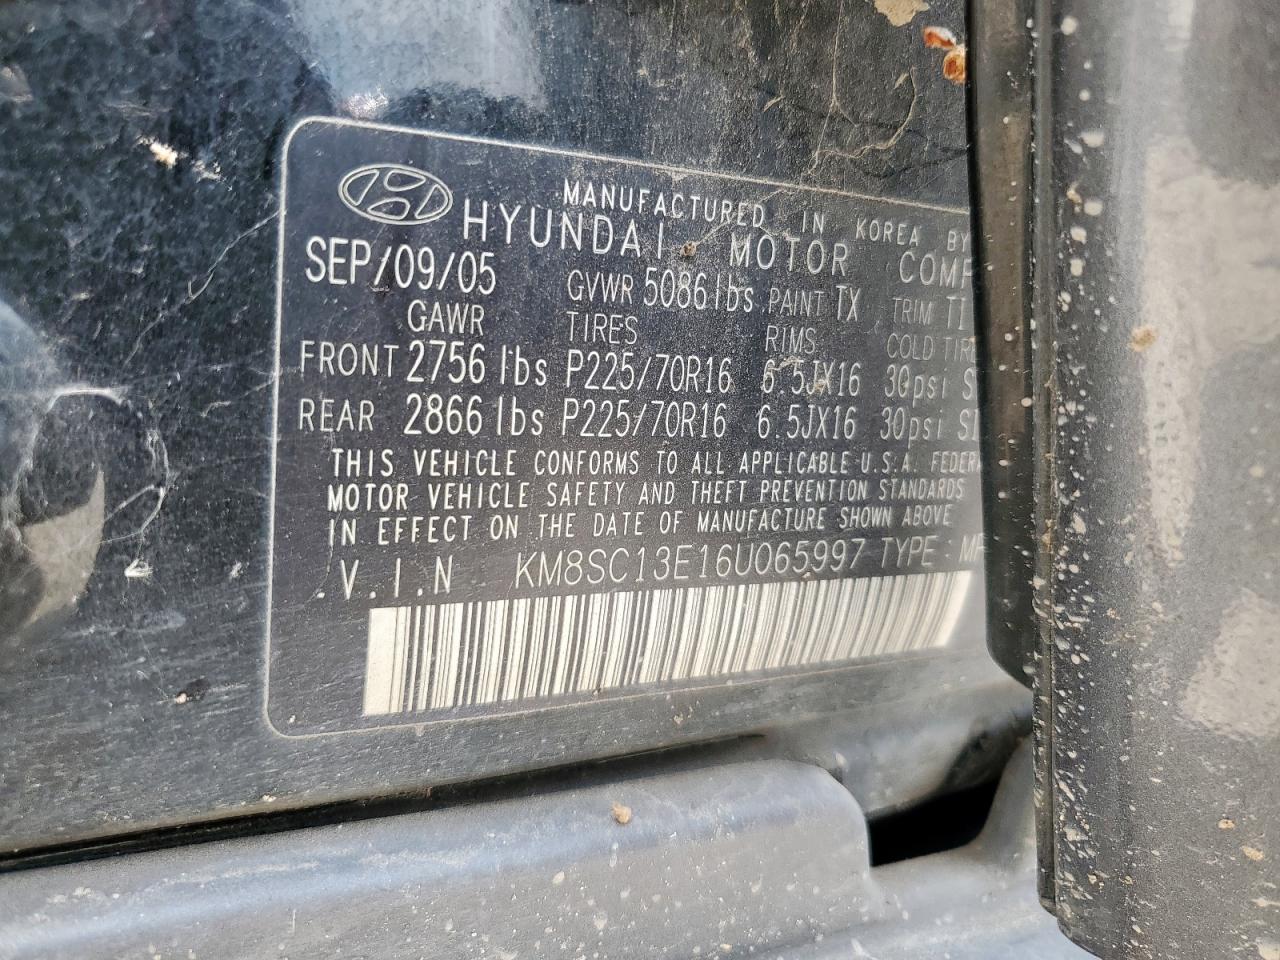 MANUFACTURED IN KOREA BY
HYUNDAI MOTOR
SEP/09/05 GVWR 5086lbs PAINT TX TRIM
GAWR TIRES RIMS COLD
FRONT 2756 lbs P225/70R16 6.5JX16 30psi
REAR 2866 lbs P225/70R16 6.5JX16 30psi
THIS VEHICLE CONFORMS TO ALL APPLICABLE U.S.A. FEDERA
MOTOR VEHICLE SAFETY AND THEFT PREVENTION STANDARDS
IN EFFECT ON THE DATE OF MANUFACTURE SHOWN ABOVE
V.I.N KM8SC13E16U065997 TYPE :